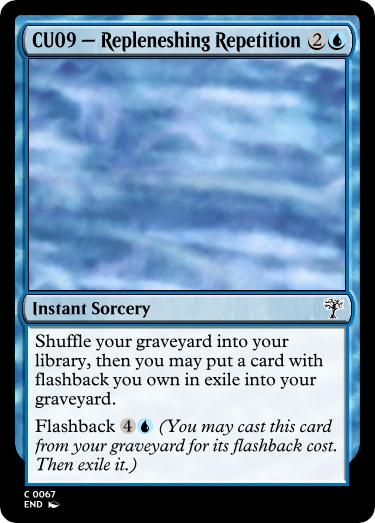 CU09 — Repleneshing Repetition 2
Instant Sorcery
Shuffle your graveyard into your
library, then you may put a card with
flashback you own in exile into your
graveyard.
Flashback 4 (You may cast this card
from your graveyard for its flashback cost.
Then exile it.)
C 0067
END